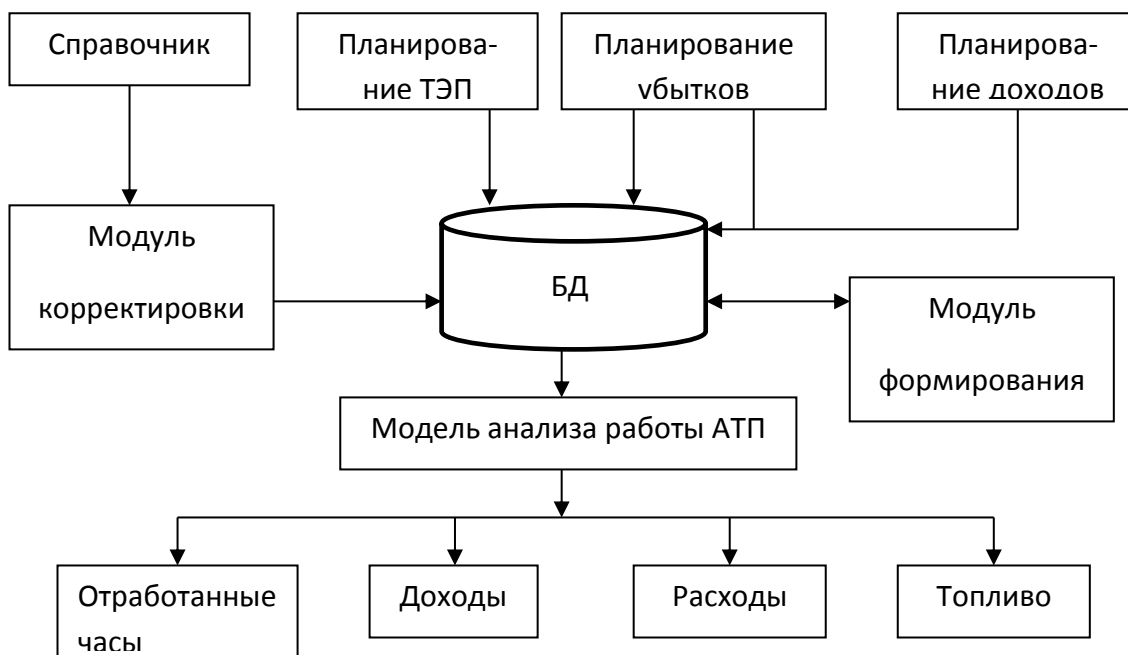 Справочник
Планирова-
ние ТЭП
Планирование
убытков
Планирова-
ние доходов
Модуль
корректировки
БД
Модуль
формирования
Модель анализа работы АТП
Отработанные
часы
Доходы
Расходы
Топливо